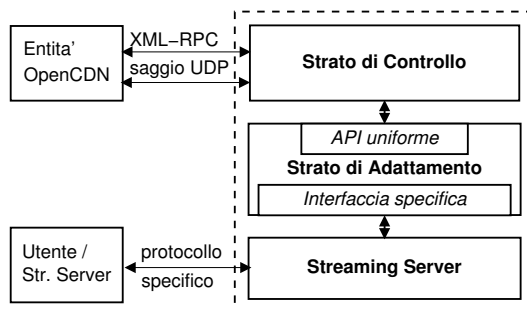 Entita'
OpenCDN
XML−RPC
saggio UDP
Strato di Controllo
API uniforme
Strato di Adattamento
Interfaccia specifica
Utente /
Str. Server
protocollo
specifico
Streaming Server